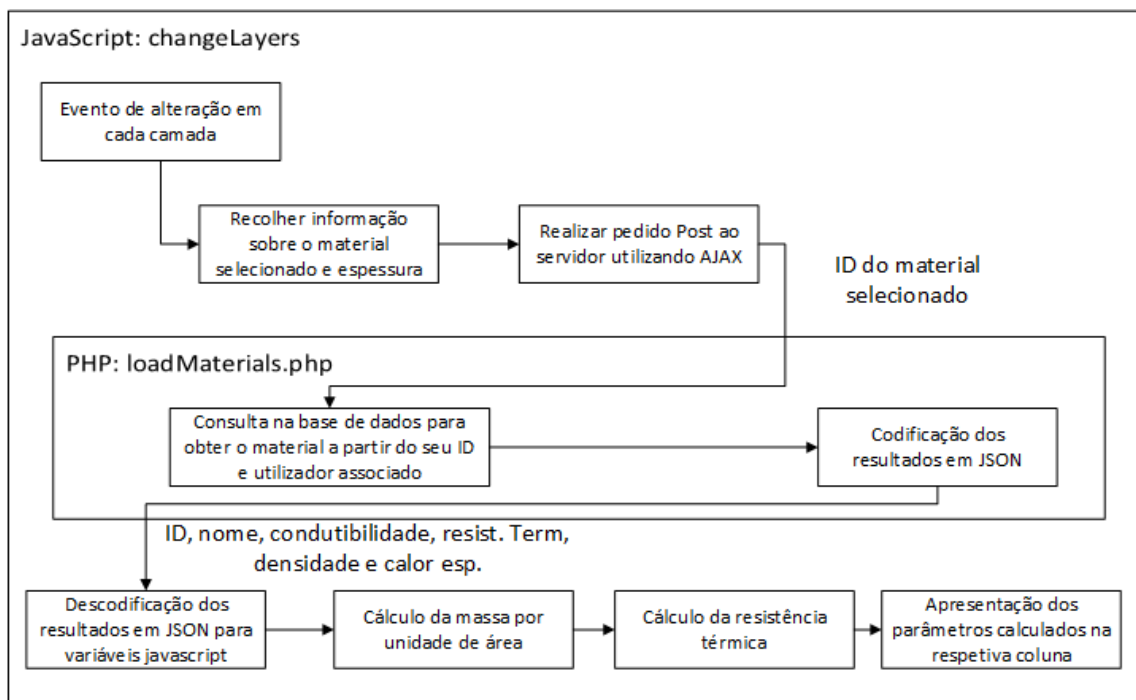 JavaScript: changeLayers
Evento de alteração em
cada camada
Recolher informação
sobre o material
selecionado e espessura
Realizar pedido Post ao
servidor utilizando AJAX
ID do material
selecionado
PHP: loadMaterials.php
Consulta na base de dados para
obter o material a partir do seu ID
e utilizador associado
Codificação dos
resultados em JSON
ID, nome, condutibilidade, resist. Term,
densidade e calor esp.
Descodificação dos
resultados em JSON para
variáveis javascript
Cálculo da massa por
unidade de área
Cálculo da resistência
térmica
Apresentação dos
parâmetros calculados na
respetiva coluna